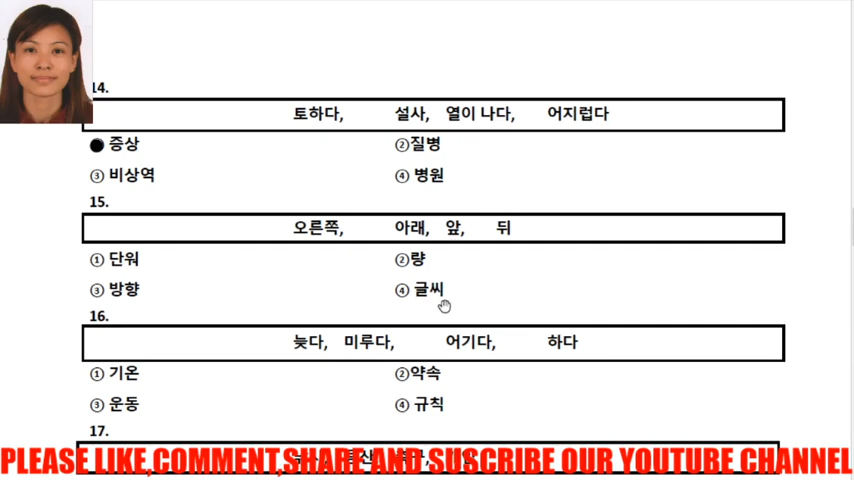 14.
토하다, 설사, 열이 나다, 어지럽다
● 증상 ②질병
③ 비상역 ④ 병원
15.
오른쪽, 아래, 앞, 뒤
① 단워 ②량
③ 방향 ④ 글씨
16.
늦다, 미루다, 어기다, 하다
① 기온 ②약속
③ 운동 ④ 규칙
17.
PLEASE LIKE,COMMENT,SHARE AND SUSCRIBE OUR YOUTUBE CHANNEL